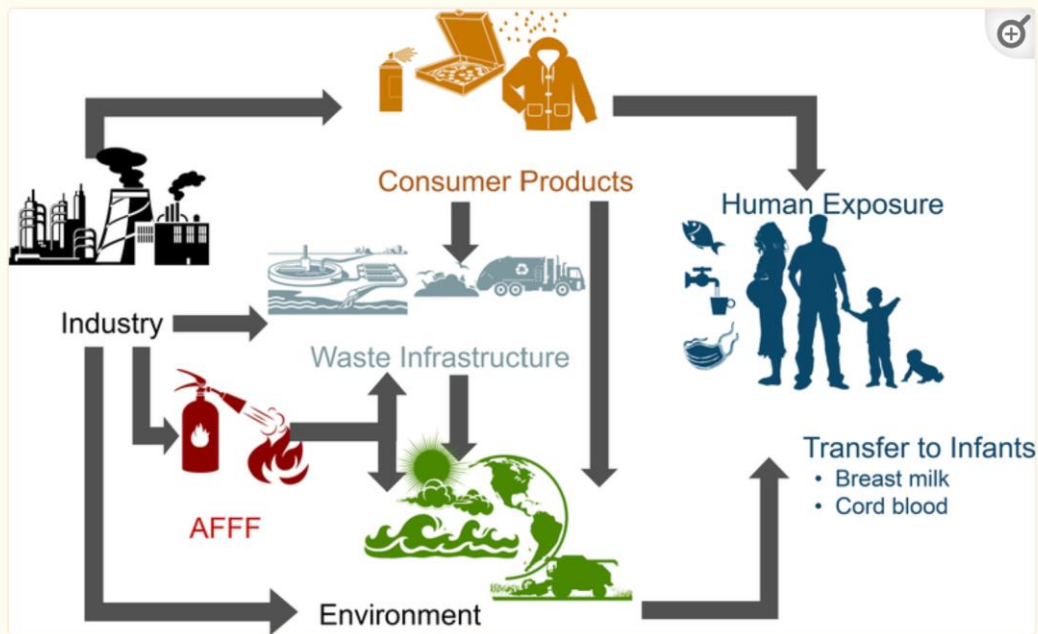 Consumer Products
Human Exposure
Industry
Waste Infrastructure
Transfer to Infants
• Breast milk
• Cord blood
AFFF
Environment